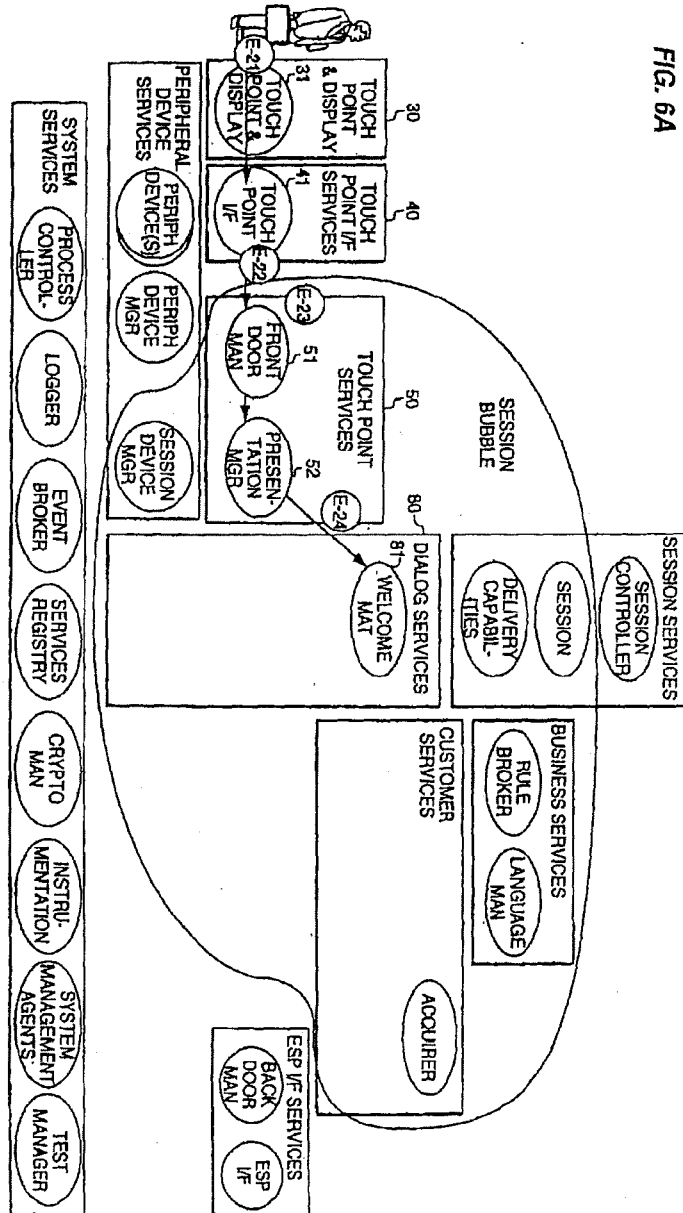 FIG. 6A
30
TOUCH
POINT
& DISPLAY
31
TOUCH
POINT &
DISPLAY
E-21
40
TOUCH
POINT I/F
SERVICES
41
TOUCH
POINT
I/F
E-22
50
TOUCH POINT
SERVICES
E-23
51
FRONT
DOOR
MAN
52
PRESEN-
TATION
MGR
E-24
PERIPHERAL
DEVICE
SERVICES
PERIPH
DEVICE(S)
PERIPH
DEVICE
MGR
SESSION
DEVICE
MGR
SESSION
BUBBLE
SESSION SERVICES
SESSION
CONTROLLER
SESSION
DELIVERY
CAPABIL-
ITIES
80
DIALOG SERVICES
81
WELCOME
MAT
BUSINESS SERVICES
RULE
BROKER
LANGUAGE
MAN
CUSTOMER
SERVICES
ACQUIRER
ESP I/F SERVICES
BACK
DOOR
MAN
ESP
I/F
SYSTEM
SERVICES
PROCESS
CONTROL-
LER
LOGGER
EVENT
BROKER
SERVICES
REGISTRY
CRYPTO
MAN
INSTRU-
MENTATION
SYSTEM
MANAGEMENT
AGENTS
TEST
MANAGER